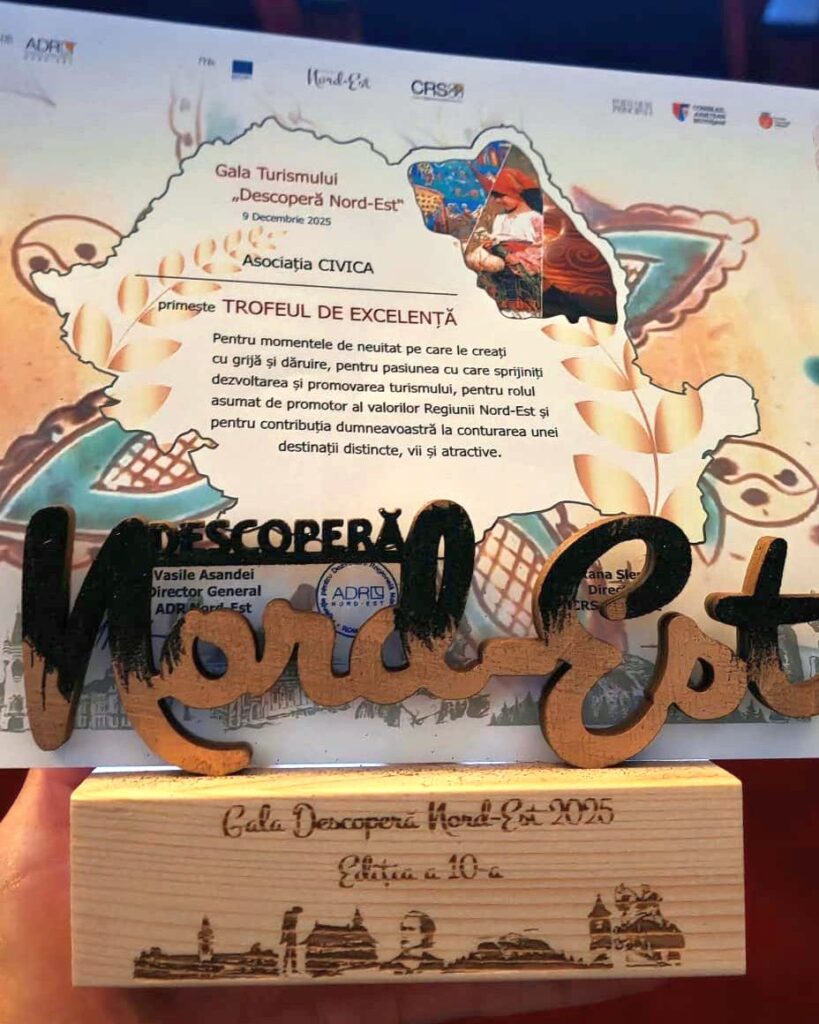 ADR
Nord-Est
CRS
CONSILIUL
JUDEȚEAN
Gala Turismului
„Descoperă Nord-Est"
9 Decembrie 2025
Asociația CIVICA
primește TROFEUL DE EXCELENȚĂ
Pentru momentele de neuitat pe care le creați
cu grijă și dăruire, pentru pasiunea cu care sprijiniți
dezvoltarea și promovarea turismului, pentru rolul
asumat de promotor al valorilor Regiunii Nord-Est și
pentru contribuția dumneavoastră la conturarea unei
destinații distincte, vii și atractive.
Vasile Asandei
Director General
ADR Nord-Est
ADR
NORD-EST
DESCOPERĂ
Nord-Est
Gala Descoperă Nord-Est 2025
Ediția a 10-a